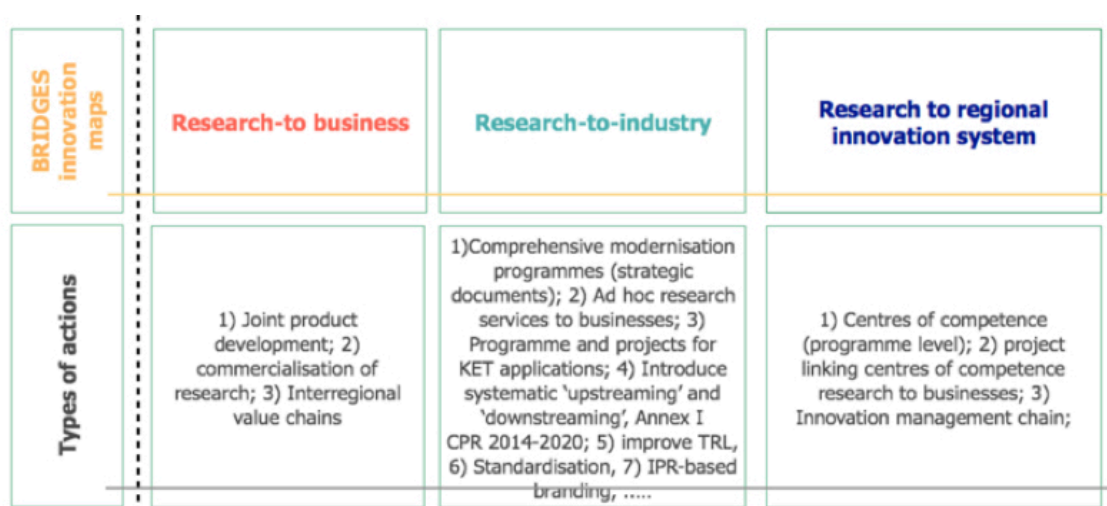 BRIDGES
innovation
maps
Research-to business
Research-to-industry
Research to regional
innovation system
Types of actions
1) Joint product
development; 2)
commercialisation of
research; 3) Interregional
value chains
1)Comprehensive modernisation
programmes (strategic
documents); 2) Ad hoc research
services to businesses; 3)
Programme and projects for
KET applications; 4) Introduce
systematic ‘upstreaming’ and
‘downstreaming’, Annex I
CPR 2014-2020; 5) improve TRL,
6) Standardisation, 7) IPR-based
branding, .....
1) Centres of competence
(programme level); 2) project
linking centres of competence
research to businesses; 3)
Innovation management chain;